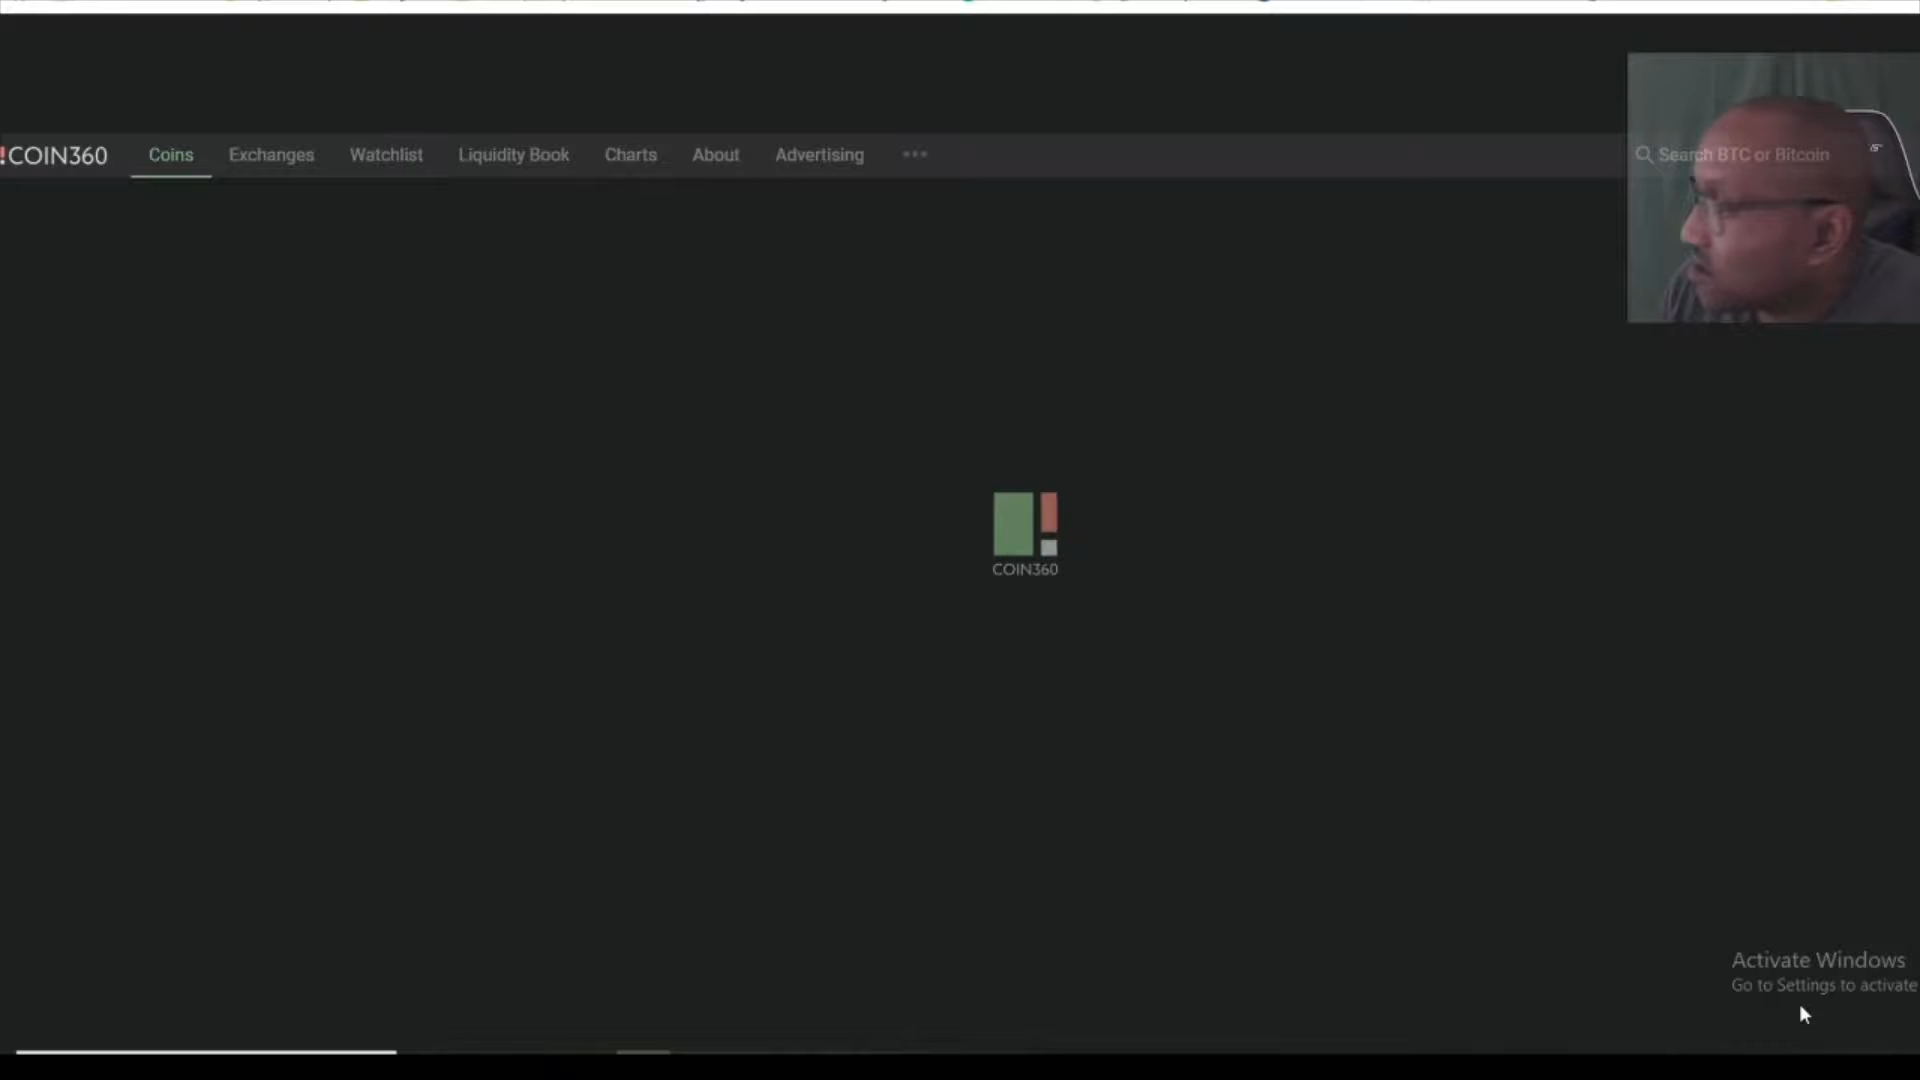 !COIN360
Coins
Exchanges
Watchlist
Liquidity Book
Charts
About
Advertising
Search BTC or Bitcoin
COIN360
Activate Windows
Go to Settings to activate